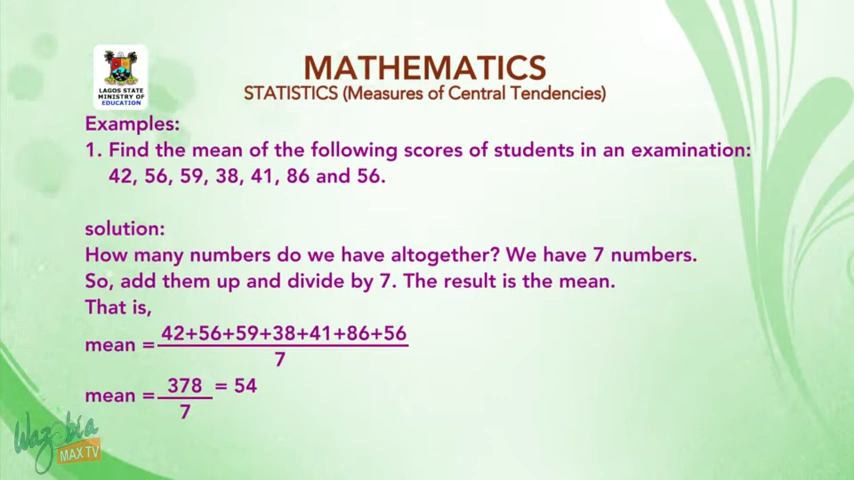 LAGOS STATE
MINISTRY OF
EDUCATION
MATHEMATICS
STATISTICS (Measures of Central Tendencies)
Examples:
1. Find the mean of the following scores of students in an examination:
42, 56, 59, 38, 41, 86 and 56.
solution:
How many numbers do we have altogether? We have 7 numbers.
So, add them up and divide by 7. The result is the mean.
That is,
mean = 42+56+59+38+41+86+56
7
mean = 378 = 54
7
Wazobia
MAX TV